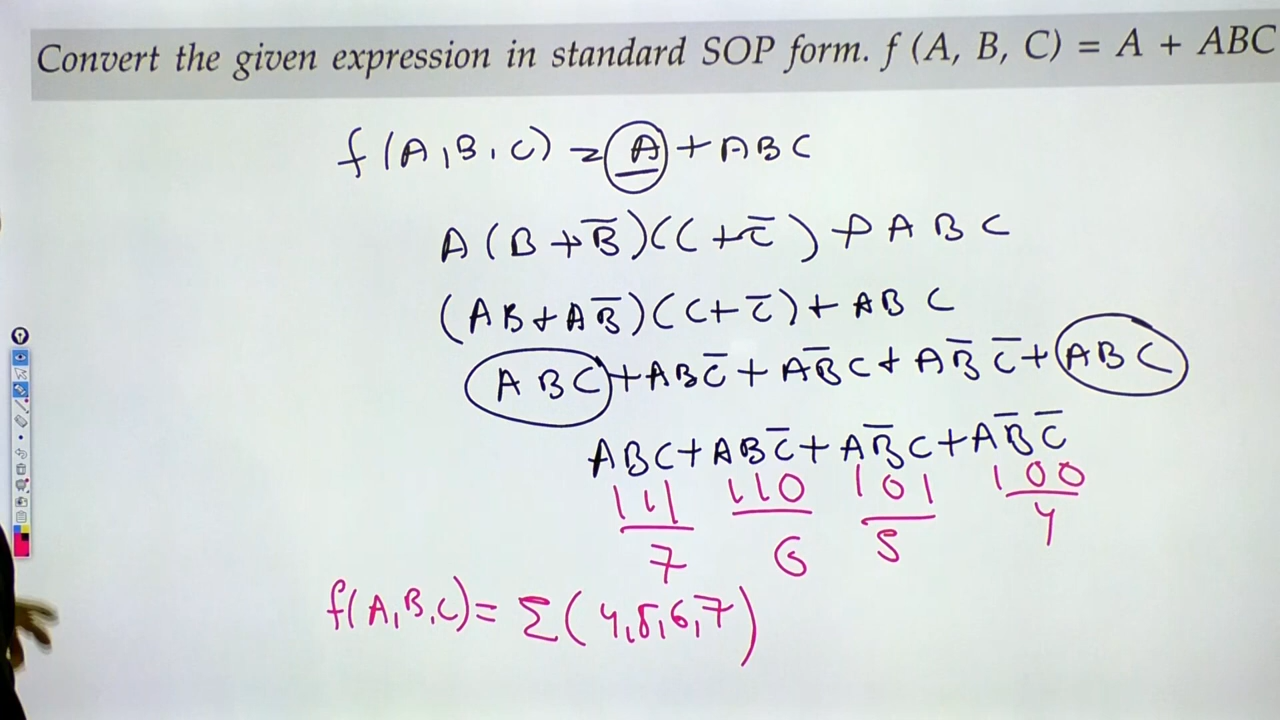 Convert the given expression in standard SOP form. f (A, B, C) = A + ABC
f(A,B,C) = A + ABC
A(B+B̅)(C+C̅) + ABC
(AB+AB̅)(C+C̅) + ABC
ABC + ABC̅ + AB̅C + AB̅C̅ + ABC
ABC + ABC̅ + AB̅C + AB̅C̅
111 110 101 100
7 6 5 4
f(A,B,C) = Σ(4,5,6,7)